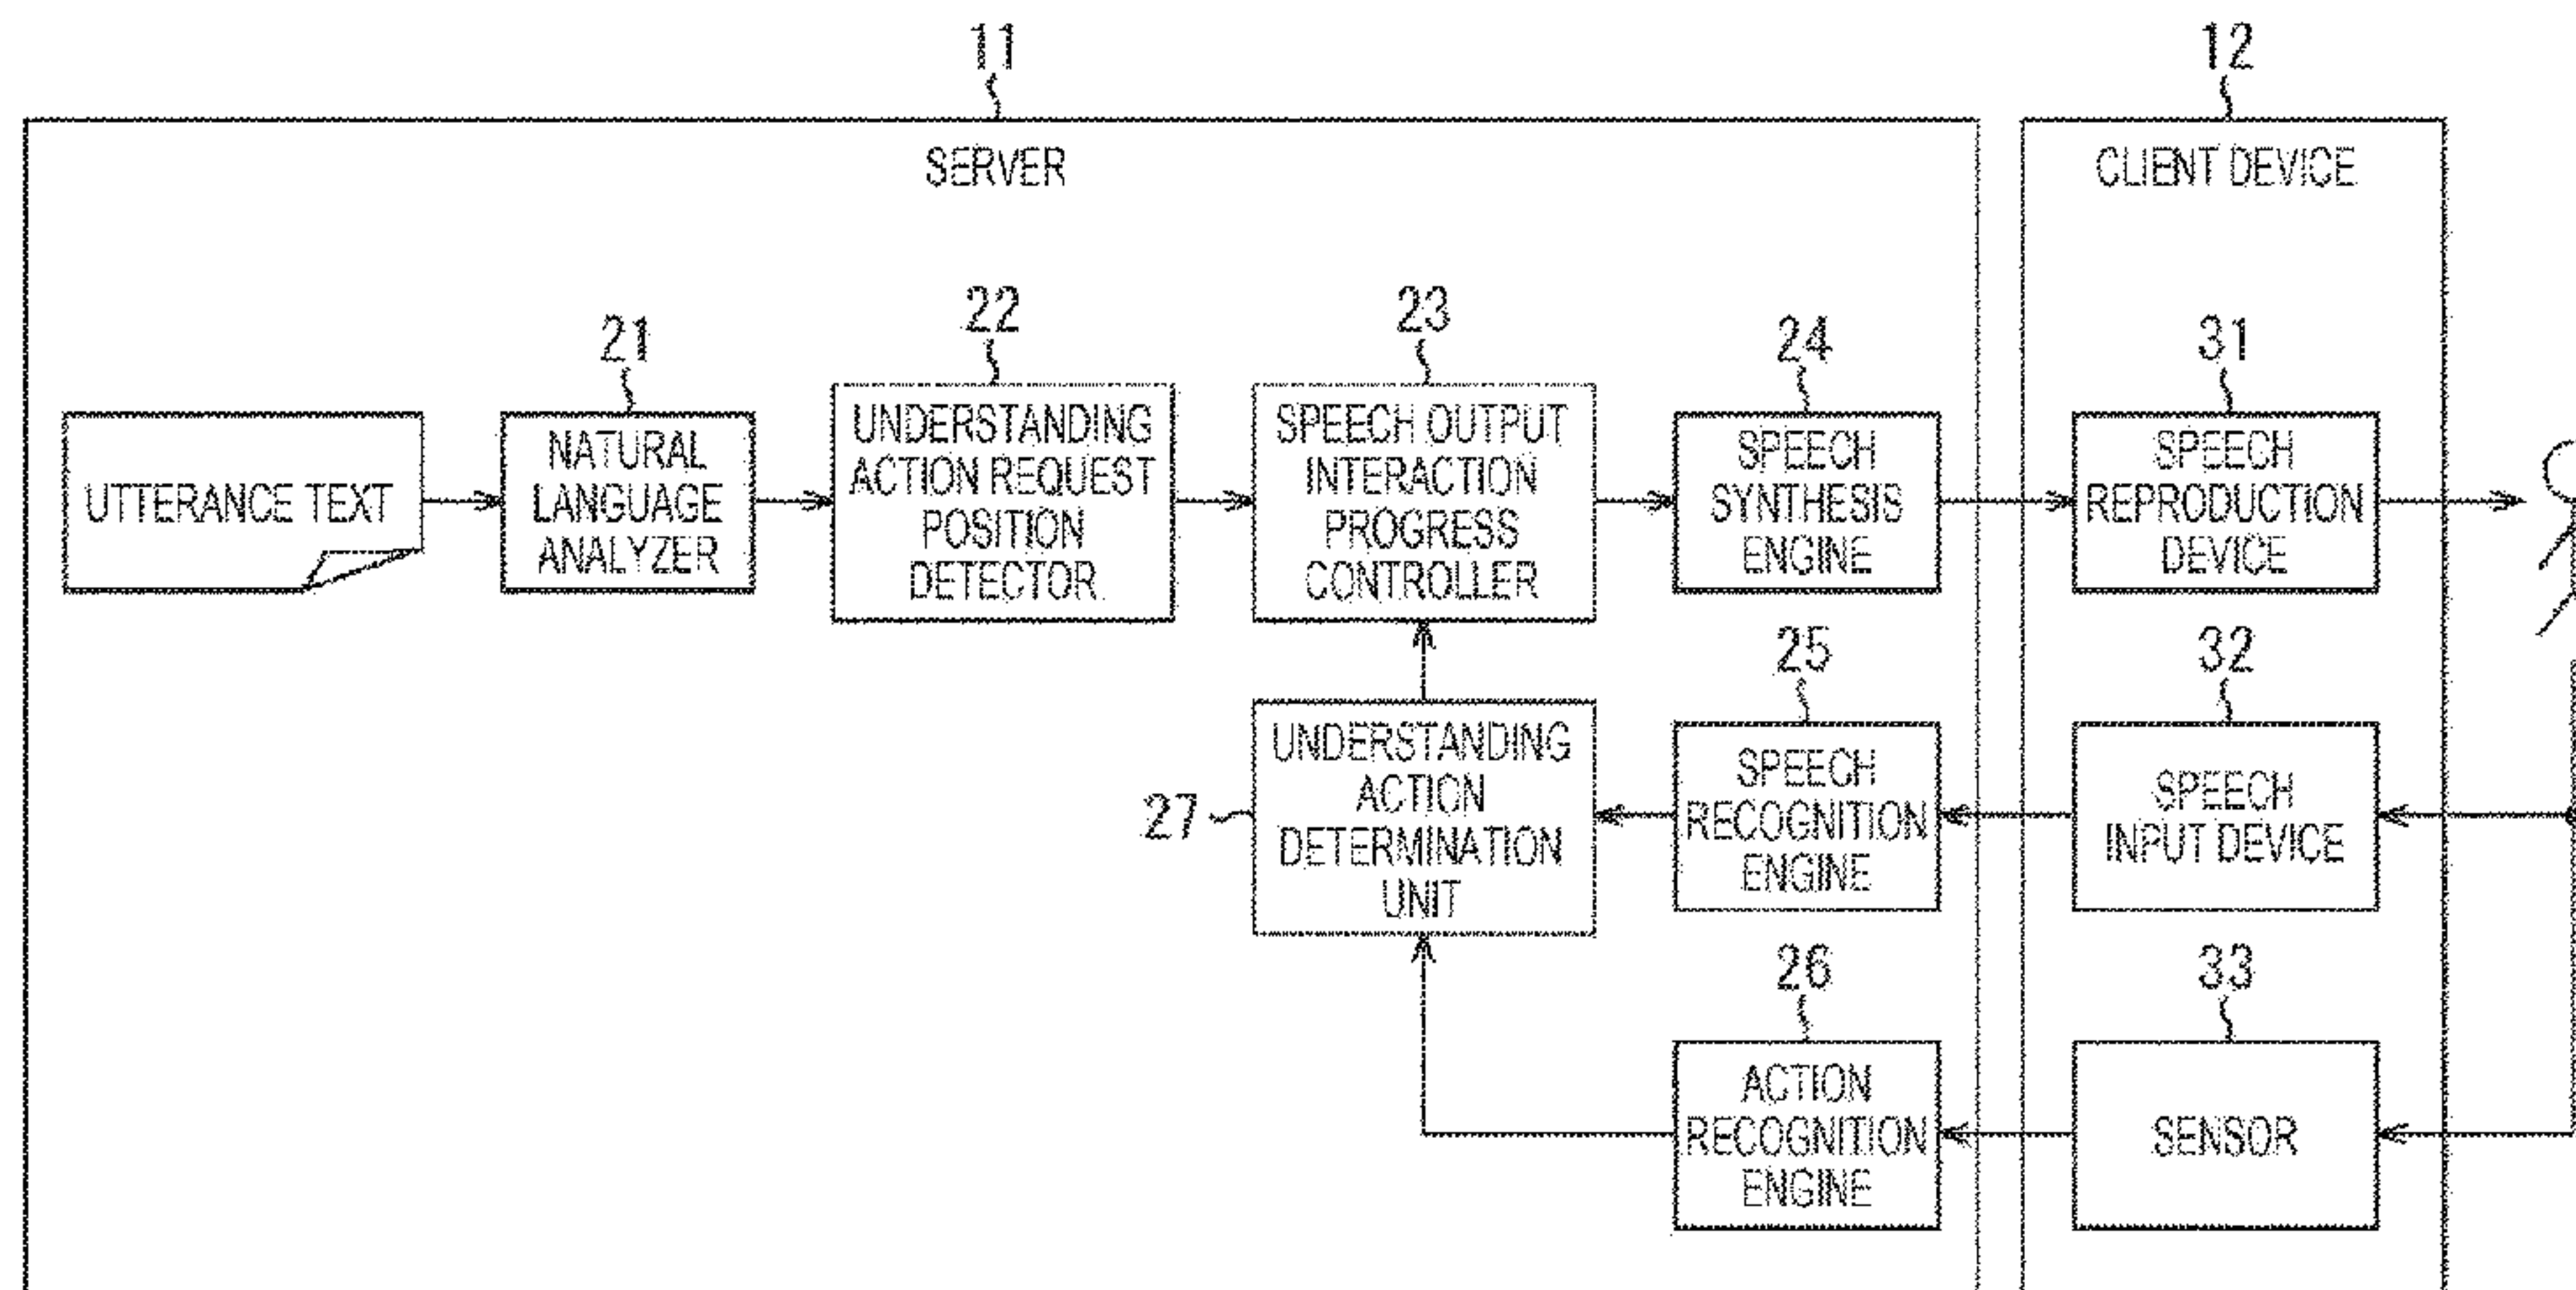 11
12
SERVER
CLIENT DEVICE
21
22
23
24
31
UTTERANCE TEXT
NATURAL
LANGUAGE
ANALYZER
UNDERSTANDING
ACTION REQUEST
POSITION
DETECTOR
SPEECH OUTPUT
INTERACTION
PROGRESS
CONTROLLER
SPEECH
SYNTHESIS
ENGINE
SPEECH
REPRODUCTION
DEVICE
25
32
27
UNDERSTANDING
ACTION
DETERMINATION
UNIT
SPEECH
RECOGNITION
ENGINE
SPEECH
INPUT DEVICE
26
33
ACTION
RECOGNITION
ENGINE
SENSOR